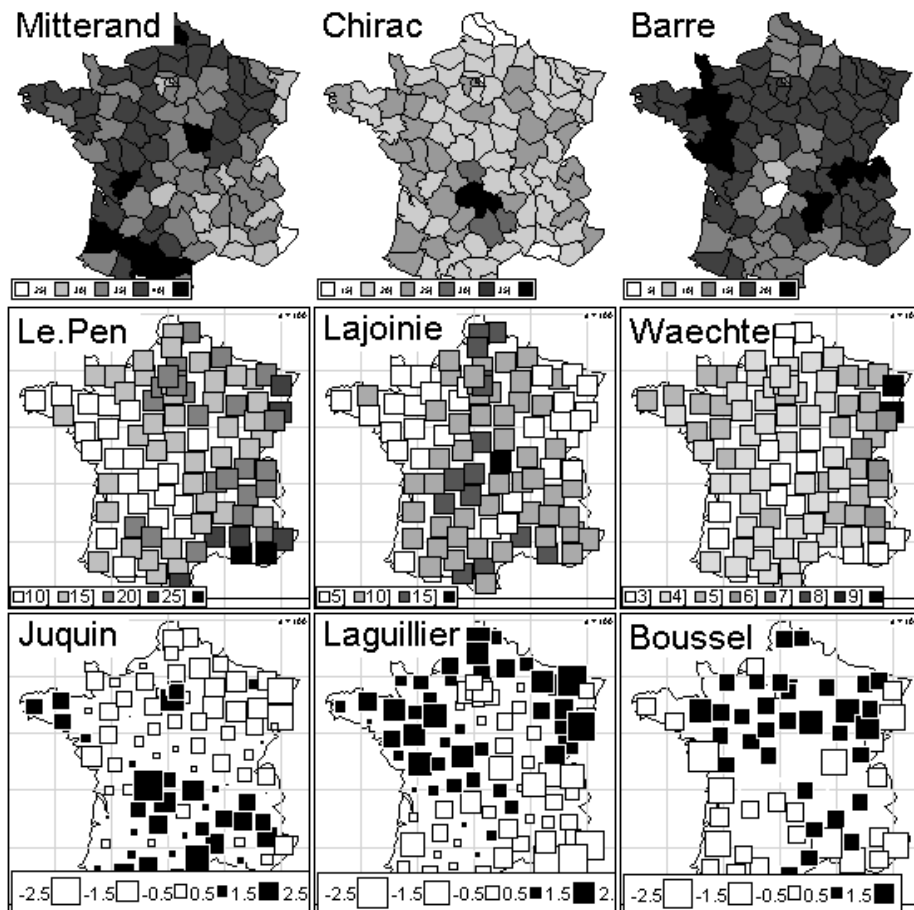 Mitterand
Chirac
Barre
Le.Pen
Lajoinie
Waechte
10] 15] 20] 25]
5] 10] 15]
3] 4] 5] 6] 7] 8] 9]
Juquin
Laguillier
Boussel
-2.5 -1.5 -0.5 0.5 1.5 2.5
-2.5 -1.5 -0.5 0.5 1.5 2.
-2.5 -1.5 -0.5 0.5 1.5